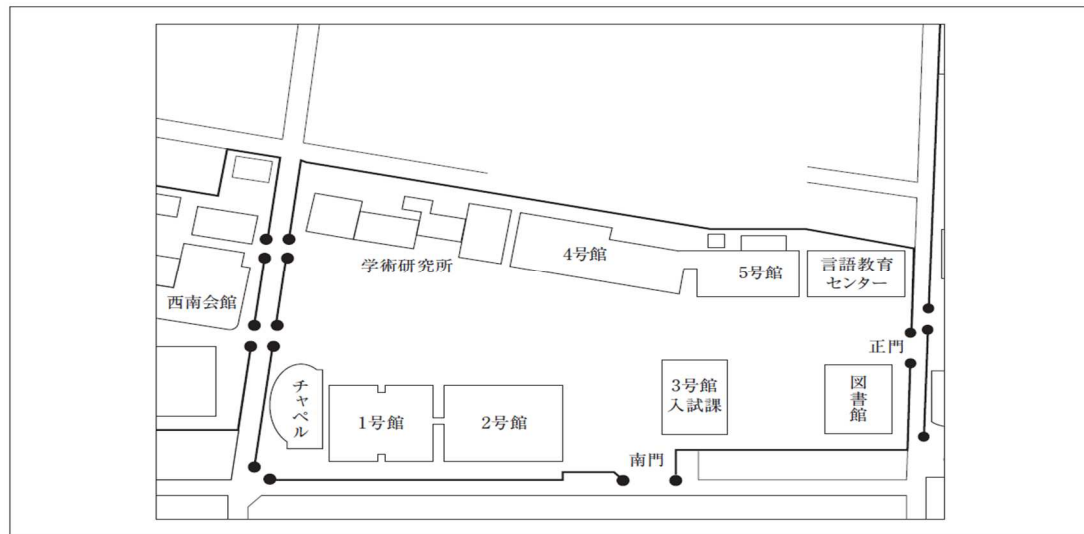 学術研究所
4号館
5号館
言語教育
センター
西南会館
正門
チャペル
1号館
2号館
3号館
入試課
図書館
南門